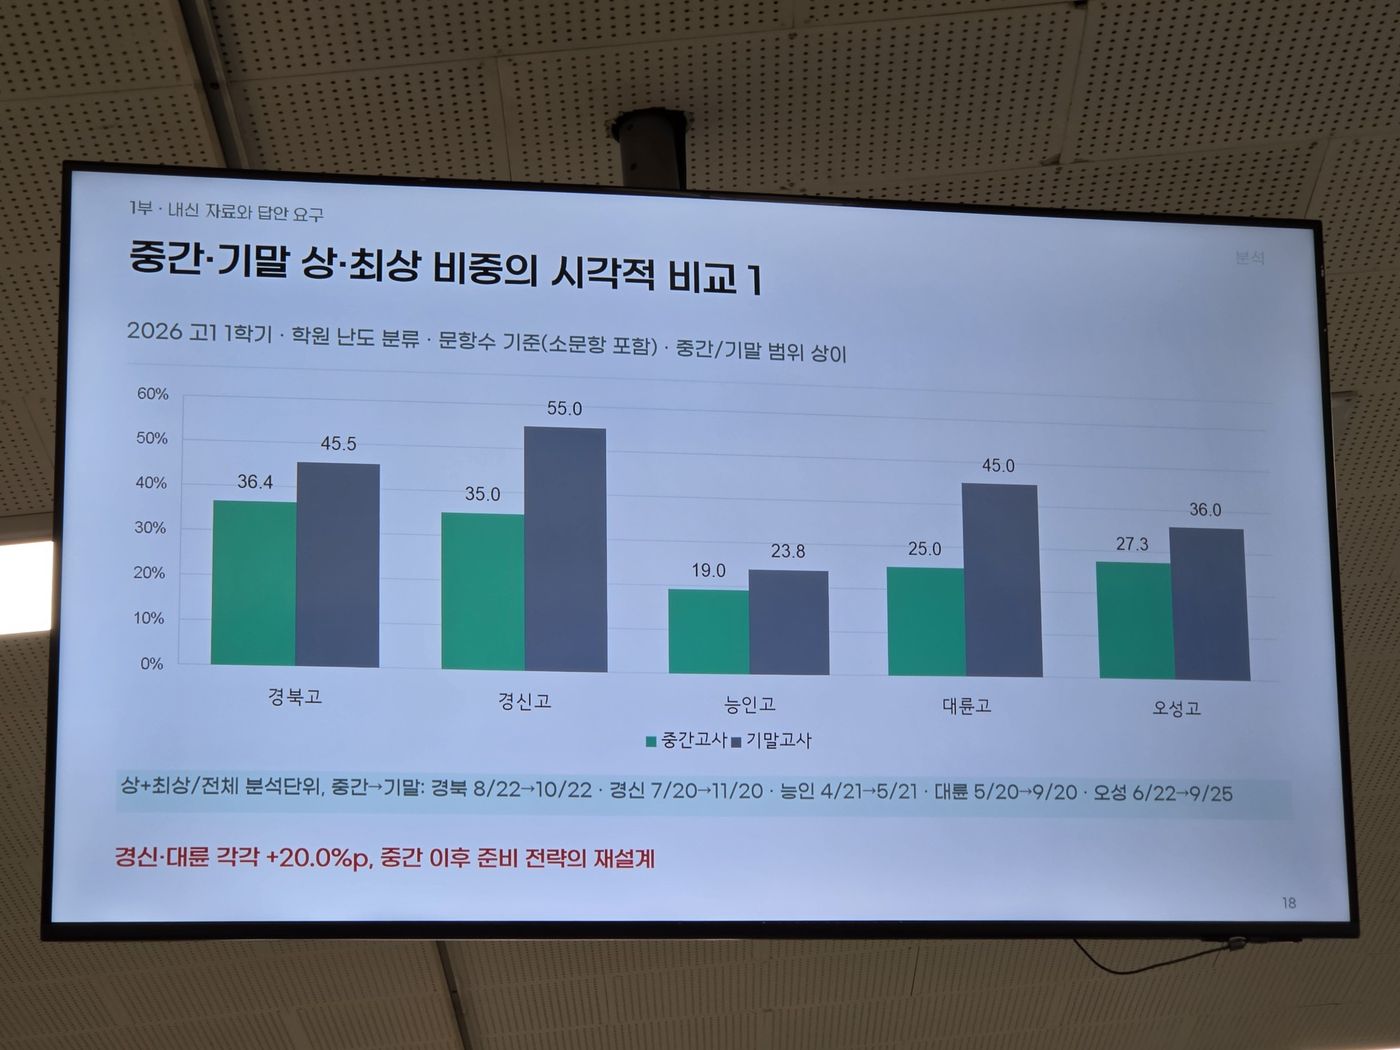 1부 · 내신 자료와 답안 요구
분석
중간·기말 상·최상 비중의 시각적 비교 1
2026 고1 1학기 · 학원 난도 분류 · 문항수 기준(소문항 포함) · 중간/기말 범위 상이
60%
50%
40%
30%
20%
10%
0%
36.4
45.5
35.0
55.0
19.0
23.8
25.0
45.0
27.3
36.0
경북고
경신고
능인고
대륜고
오성고
중간고사 기말고사
상+최상/전체 분석단위, 중간→기말: 경북 8/22→10/22 · 경신 7/20→11/20 · 능인 4/21→5/21 · 대륜 5/20→9/20 · 오성 6/22→9/25
경신·대륜 각각 +20.0%p, 중간 이후 준비 전략의 재설계
18